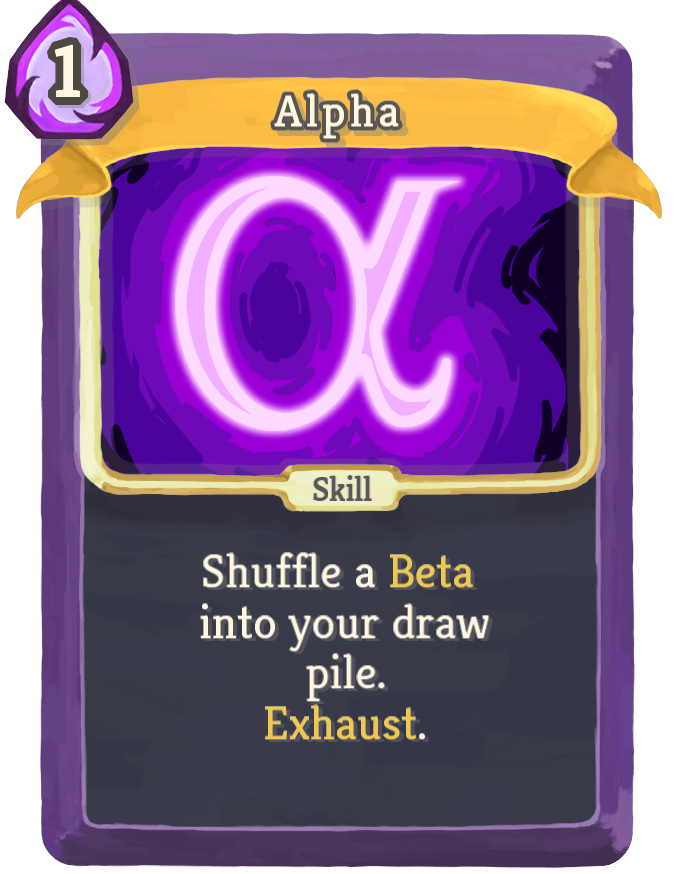 1
Alpha
α
Skill
Shuffle a Beta
into your draw
pile.
Exhaust.